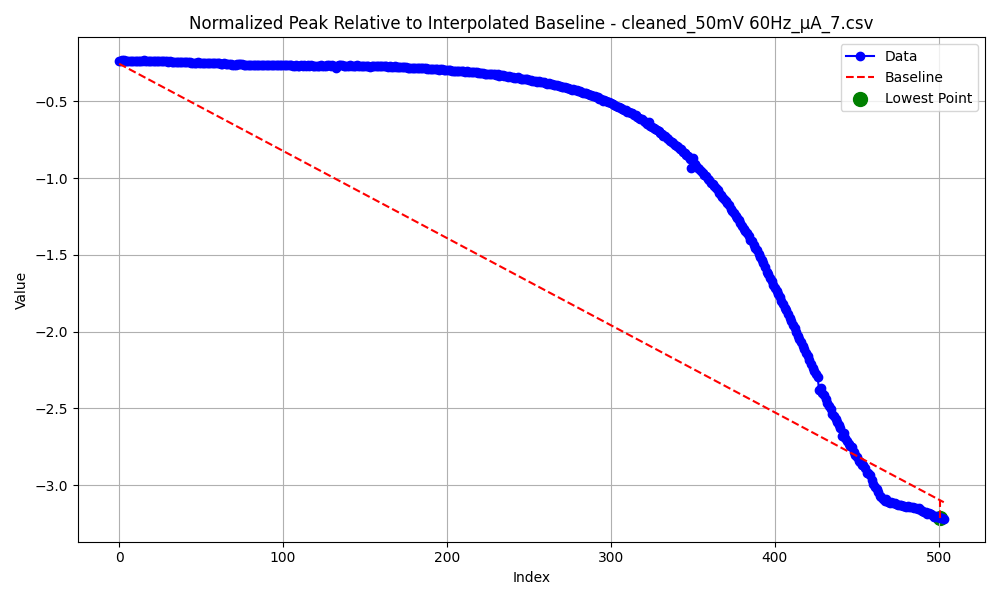 Normalized Peak Relative to Interpolated Baseline - cleaned_50mV 60Hz_μA_7.csv
Data
Baseline
Lowest Point
Value
−0.5
−1.0
−1.5
−2.0
−2.5
−3.0
0 100 200 300 400 500
Index